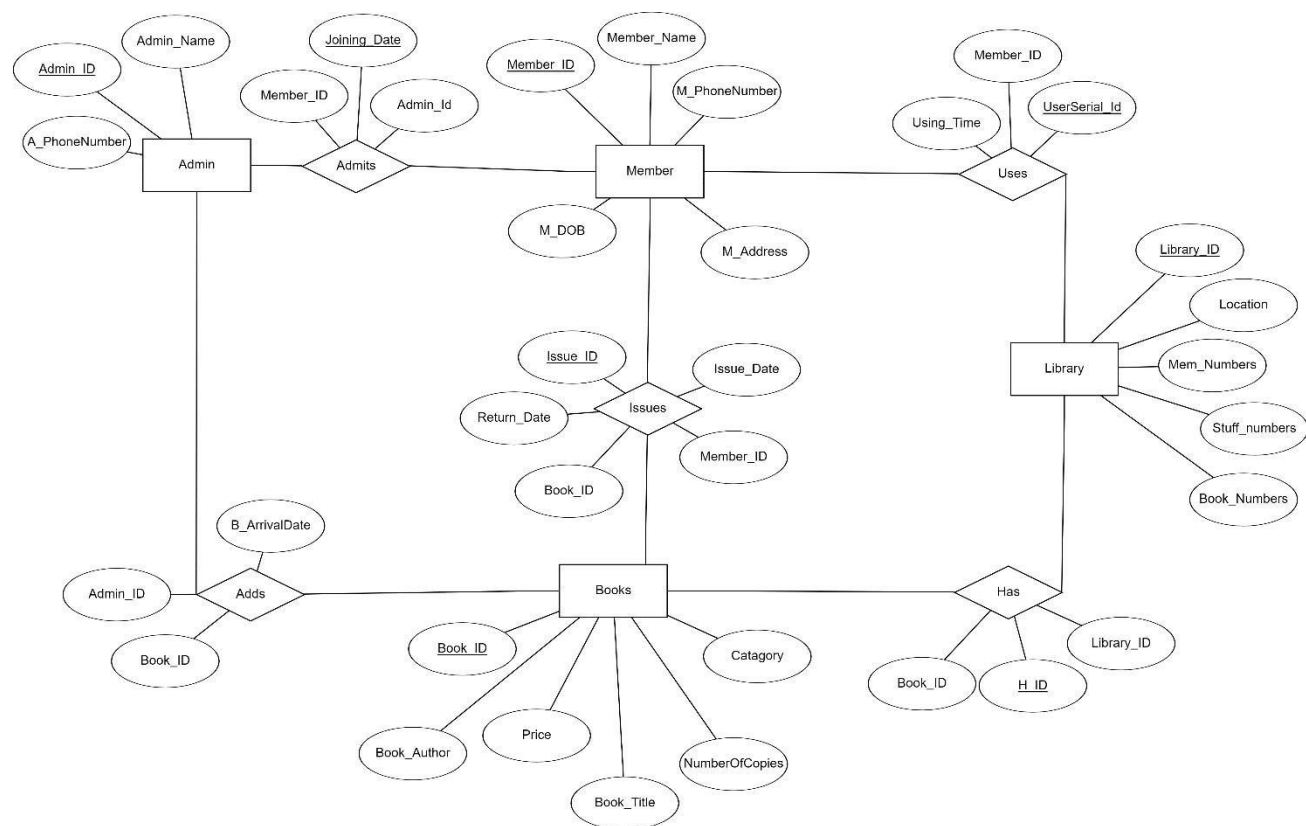 Admin_Name
Joining_Date
Member_Name
Member_ID
Admin_ID
Member_ID
Member_ID
Admin_Id
M_PhoneNumber
UserSerial_Id
Using_Time
A_PhoneNumber
Admin
Admits
Member
Uses
M_DOB
M_Address
Library_ID
Location
Issue_ID
Issue_Date
Library
Mem_Numbers
Return_Date
Issues
Stuff_numbers
Member_ID
Book_ID
Book_Numbers
B_ArrivalDate
Admin_ID
Adds
Books
Has
Book_ID
Book_ID
Catagory
Library_ID
Book_ID
H_ID
Book_Author
Price
NumberOfCopies
Book_Title